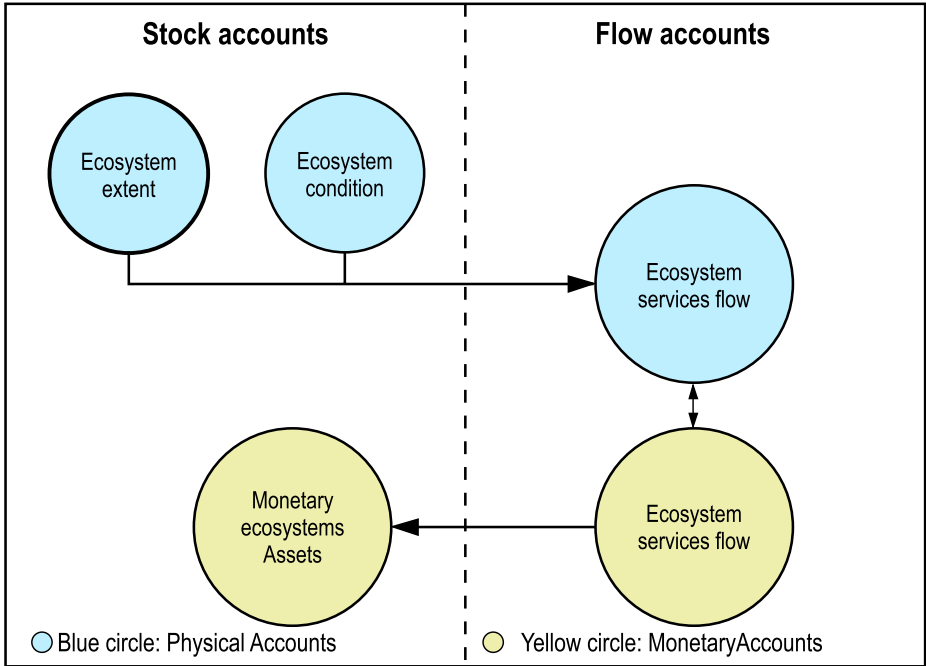 Stock accounts
Flow accounts
Ecosystem
extent
Ecosystem
condition
Ecosystem
services flow
Monetary
ecosystems
Assets
Ecosystem
services flow
Blue circle: Physical Accounts
Yellow circle: MonetaryAccounts